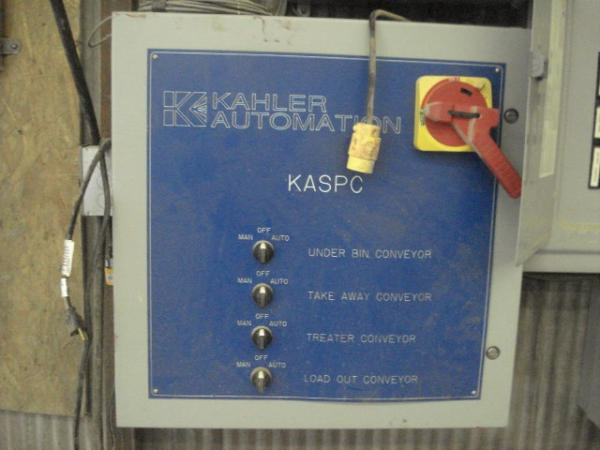 KAHLER
AUTOMATION
KASPC
OFF
MAN AUTO
UNDER BIN CONVEYOR
OFF
MAN AUTO
TAKE AWAY CONVEYOR
OFF
MAN AUTO
TREATER CONVEYOR
OFF
MAN AUTO
LOAD OUT CONVEYOR